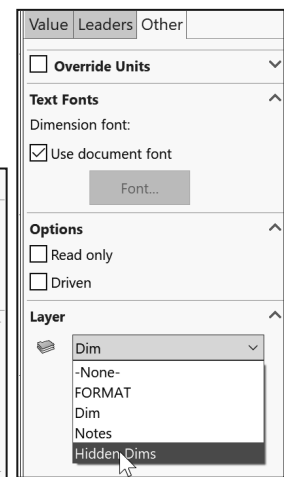 Value Leaders Other
Override Units
Text Fonts
Dimension font:
Use document font
Font...
Options
Read only
Driven
Layer
Dim
-None-
FORMAT
Dim
Notes
Hidden Dims